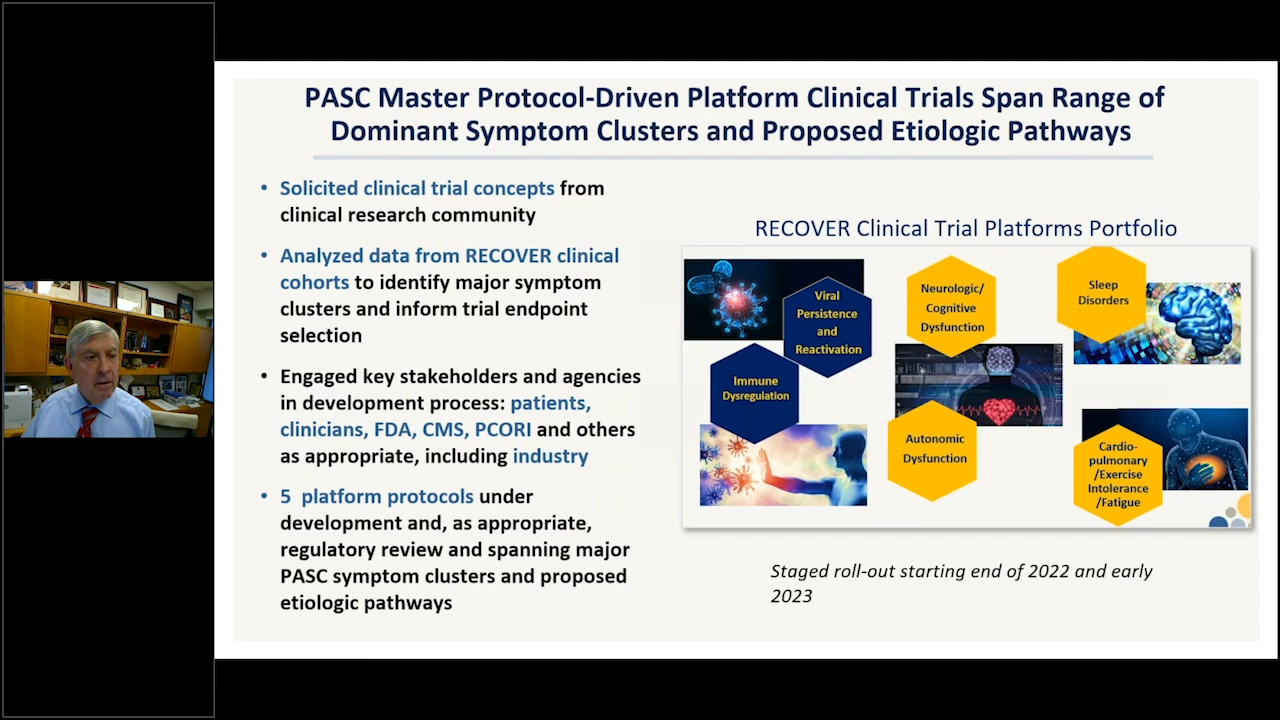 PASC Master Protocol-Driven Platform Clinical Trials Span Range of
Dominant Symptom Clusters and Proposed Etiologic Pathways
• Solicited clinical trial concepts from
clinical research community
• Analyzed data from RECOVER clinical
cohorts to identify major symptom
clusters and inform trial endpoint
selection
• Engaged key stakeholders and agencies
in development process: patients,
clinicians, FDA, CMS, PCORI and others
as appropriate, including industry
• 5 platform protocols under
development and, as appropriate,
regulatory review and spanning major
PASC symptom clusters and proposed
etiologic pathways
RECOVER Clinical Trial Platforms Portfolio
Viral
Persistence
and
Reactivation
Immune
Dysregulation
Neurologic/
Cognitive
Dysfunction
Autonomic
Dysfunction
Sleep
Disorders
Cardio-
pulmonary
/Exercise
Intolerance
/Fatigue
Staged roll-out starting end of 2022 and early
2023